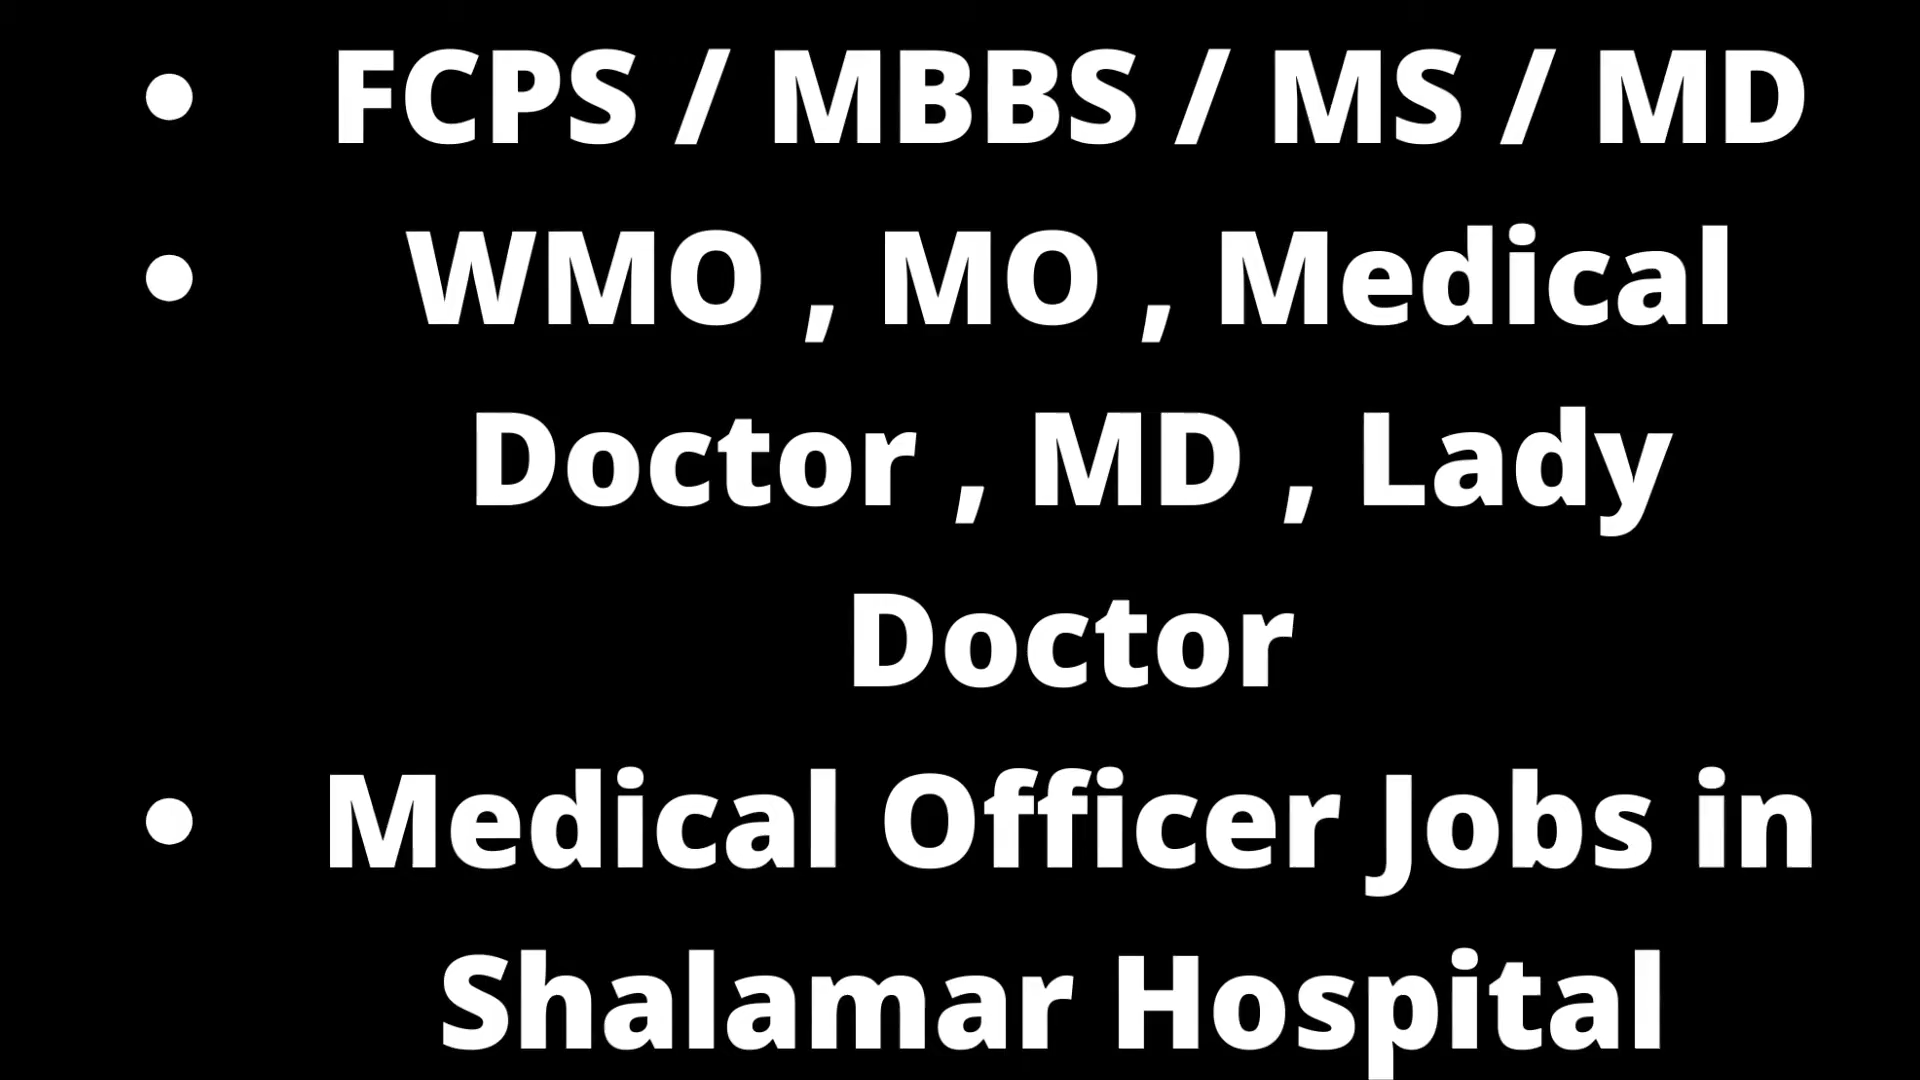 • FCPS / MBBS / MS / MD
• WMO , MO , Medical
Doctor , MD , Lady
Doctor
• Medical Officer Jobs in
Shalamar Hospital